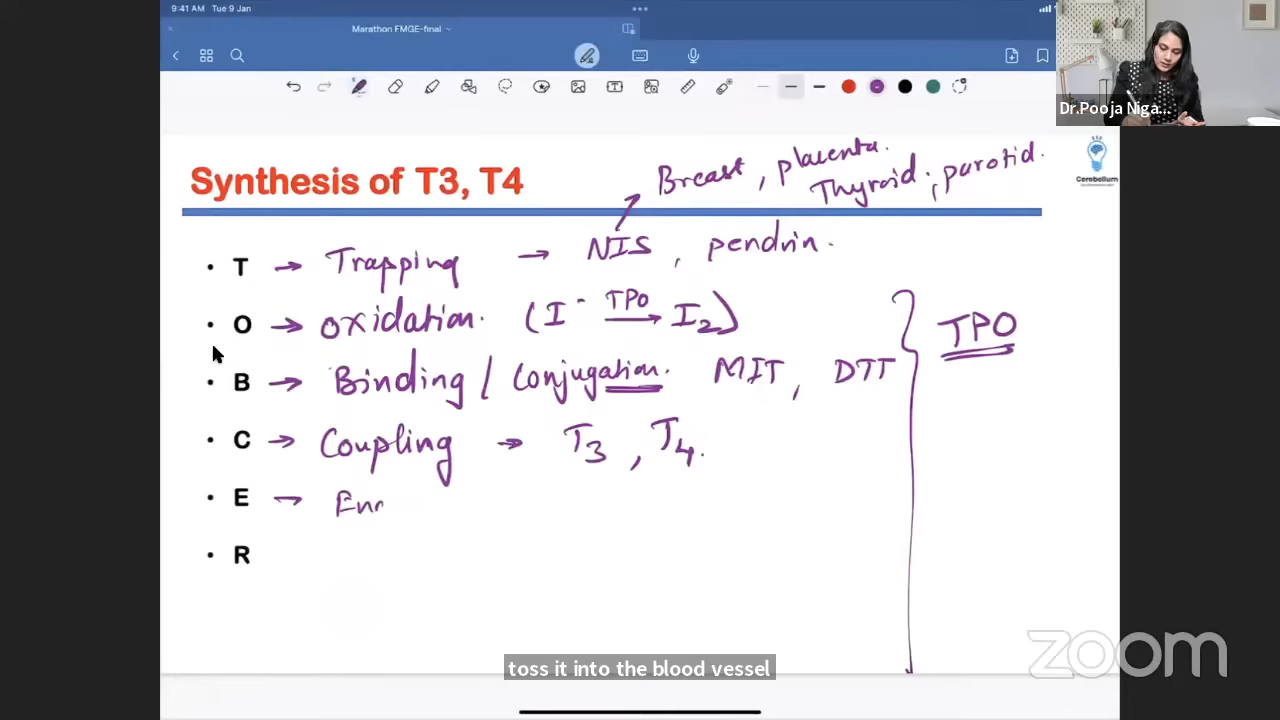 9:41 AM Tue 9 Jan
Marathon FMGE-final
Dr.Pooja Niga...
Cerebellum
Synthesis of T3, T4
Breast, placenta.
Thyroid, parotid.
• T → Trapping → NIS, pendrin.
• O → oxidation. (I⁻ TPO → I2)
TPO
• B → Binding / Conjugation. MIT, DTT
• C → Coupling → T3, T4.
• E → Enr
• R
zoom
toss it into the blood vessel